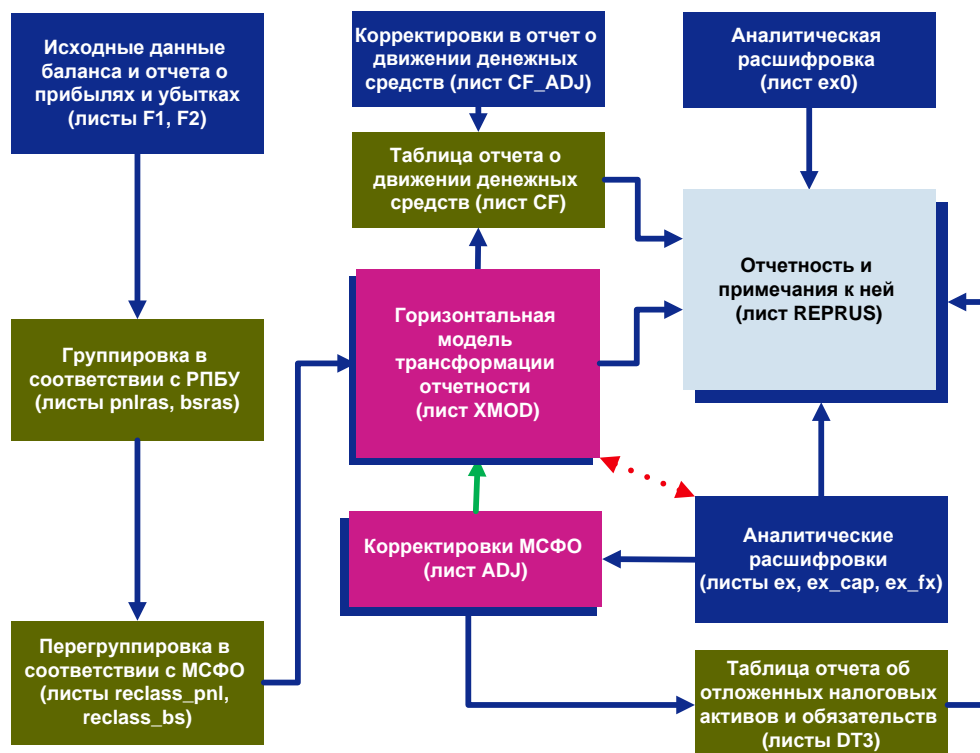 Исходные данные
баланса и отчета о
прибылях и убытках
(листы F1, F2)
Корректировки в отчет о
движении денежных
средств (лист CF_ADJ)
Аналитическая
расшифровка
(лист ex0)
Таблица отчета о
движении денежных
средств (лист CF)
Отчетность и
примечания к ней
(лист REPRUS)
Горизонтальная
модель
трансформации
отчетности
(лист XMOD)
Группировка в
соответствии с РПБУ
(листы pnlras, bsras)
Корректировки МСФО
(лист ADJ)
Аналитические
расшифровки
(листы ex, ex_cap, ex_fx)
Перегруппировка в
соответствии с МСФО
(листы reclass_pnl,
reclass_bs)
Таблица отчета об
отложенных налоговых
активов и обязательств
(листы DT3)